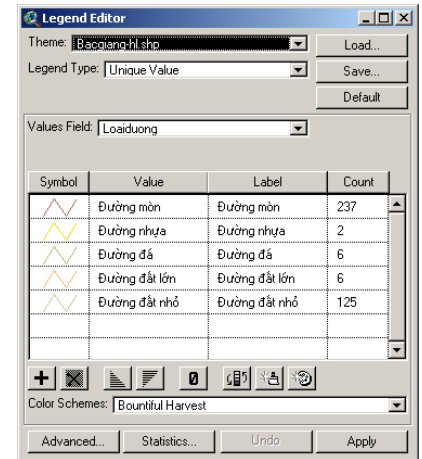 Legend Editor
Theme: Bacgiang-hl.shp Load...
Legend Type: Unique Value Save...
Default
Values Field: Loaiduong
Symbol Value Label Count
Đường mòn Đường mòn 237
Đường nhựa Đường nhựa 2
Đường đá Đường đá 6
Đường đất lớn Đường đất lớn 6
Đường đất nhỏ Đường đất nhỏ 125
Color Schemes: Bountiful Harvest
Advanced... Statistics... Undo Apply